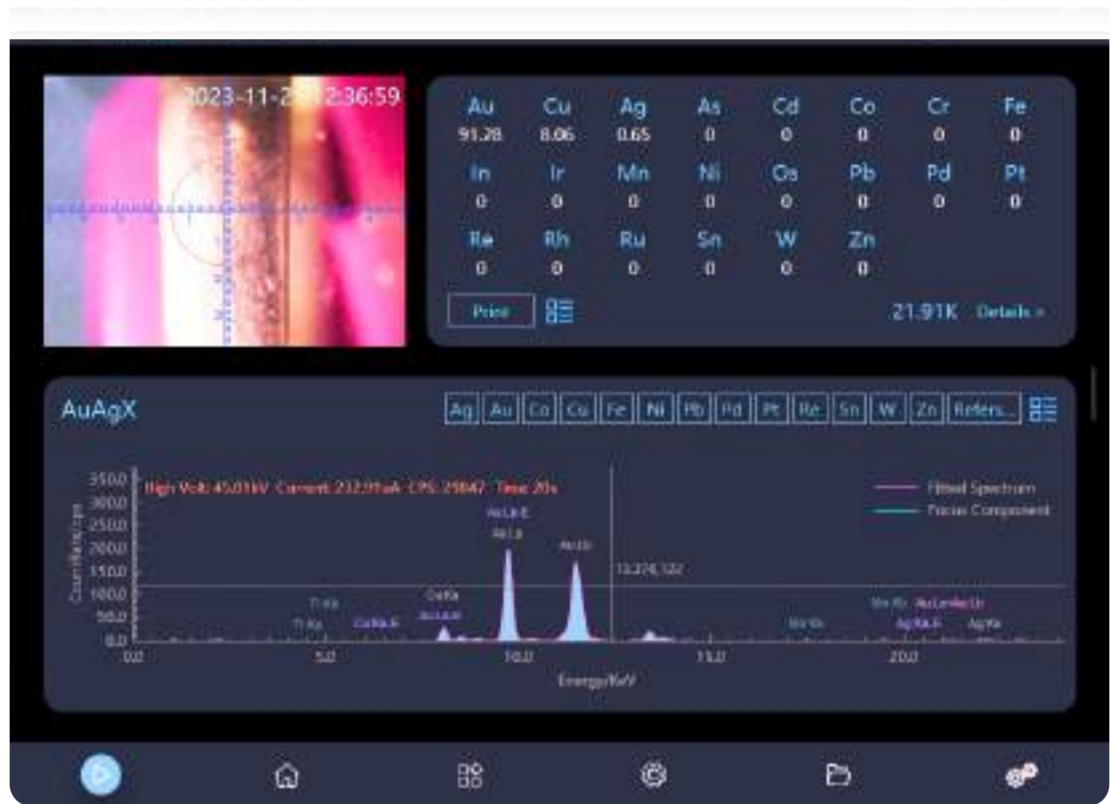 2023-11-2 2:36:59
Au Cu Ag As Cd Co Cr Fe
91.28 8.06 0.65 0 0 0 0 0
In Ir Mn Ni Os Pb Pd Pt
0 0 0 0 0 0 0 0
Re Rh Ru Sn W Zn
0 0 0 0 0 0
Print 21.91K Details >
AuAgX
Ag Au Co Cu Fe Ni Pb Pd Pt Re Sn W Zn Refers...
High Volt: 45.01kV Current: CPS: Time 20s
Fitted Spectrum
Focus Component
Count Rate/cps
350.0
300.0
250.0
200.0
150.0
100.0
50.0
0.0
0.0 5.0 10.0 15.0 20.0
Energy/KeV